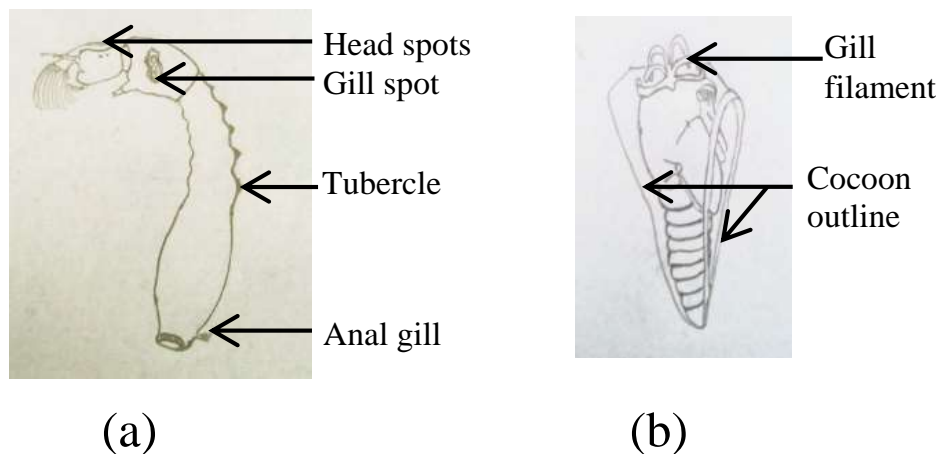 Head spots
Gill spot
Tubercle
Anal gill
(a)
Gill
filament
Cocoon
outline
(b)